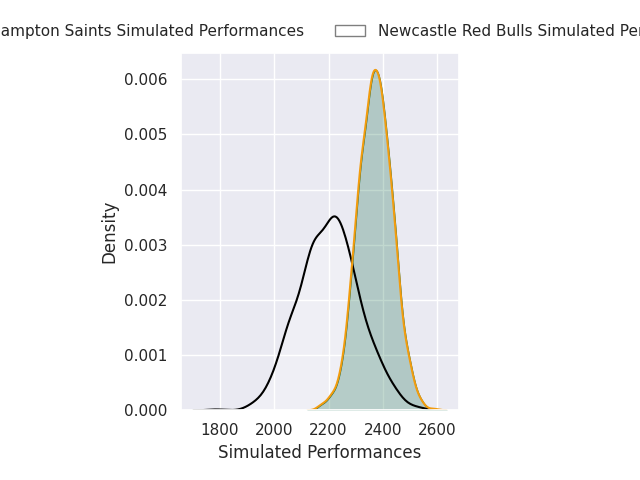 ampton Saints Simulated Performances Newcastle Red Bulls Simulated
0.006
0.005
0.004
0.003
0.002
0.001
0.000
Density
1800 2000 2200 2400 2600
Simulated Performances